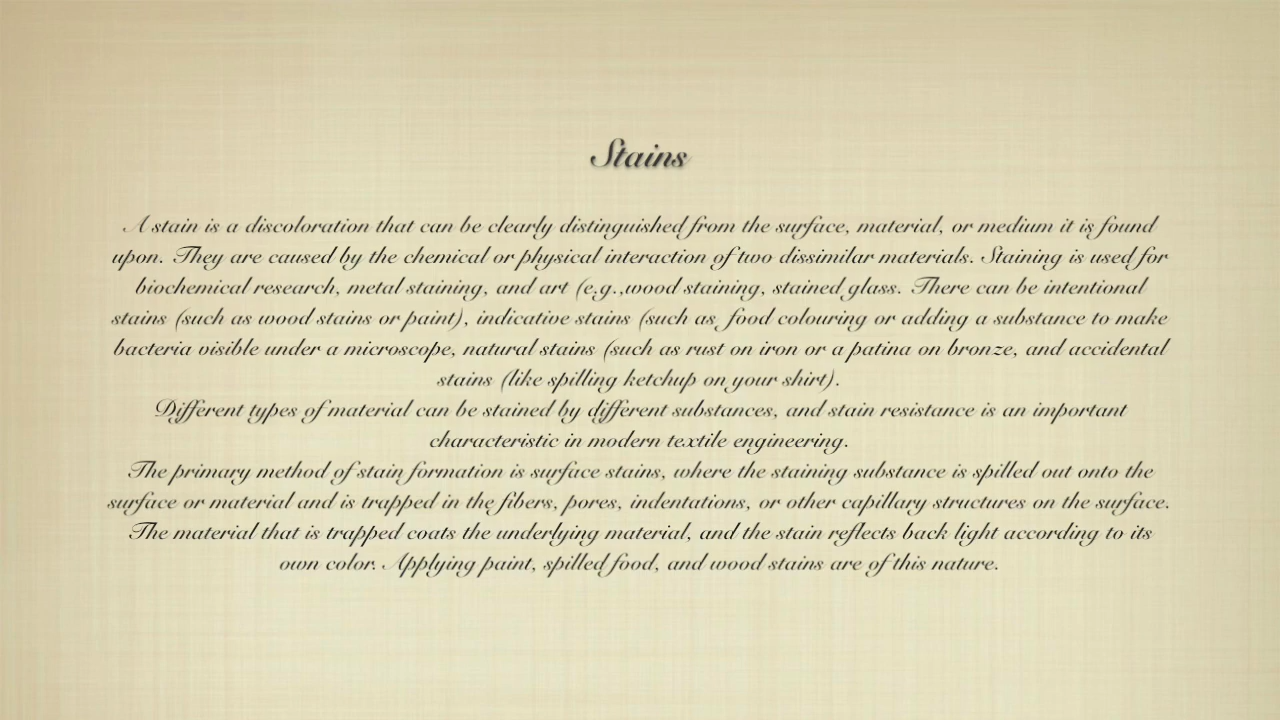 Stains
A stain is a discoloration that can be clearly distinguished from the surface, material, or medium it is found
upon. They are caused by the chemical or physical interaction of two dissimilar materials. Staining is used for
biochemical research, metal staining, and art (e.g.,wood staining, stained glass. There can be intentional
stains (such as wood stains or paint), indicative stains (such as food colouring or adding a substance to make
bacteria visible under a microscope, natural stains (such as rust on iron or a patina on bronze, and accidental
stains (like spilling ketchup on your shirt).
Different types of material can be stained by different substances, and stain resistance is an important
characteristic in modern textile engineering.
The primary method of stain formation is surface stains, where the staining substance is spilled out onto the
surface or material and is trapped in the fibers, pores, indentations, or other capillary structures on the surface.
The material that is trapped coats the underlying material, and the stain reflects back light according to its
own color. Applying paint, spilled food, and wood stains are of this nature.